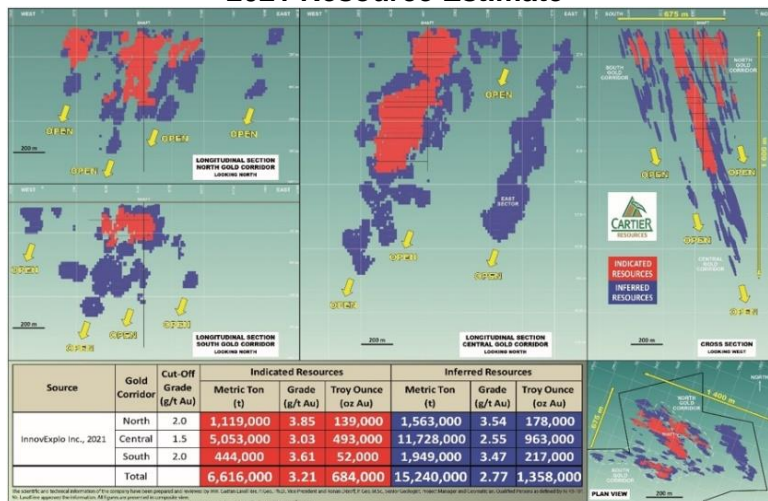 2021 Resource Estimate
WEST
SHAFT
EAST
OPEN
OPEN
OPEN
OPEN
200 m
LONGITUDINAL SECTION
NORTH GOLD CORRIDOR
LOOKING NORTH
WEST
EAST
OPEN
OPEN
OPEN
OPEN
200 m
LONGITUDINAL SECTION
SOUTH GOLD CORRIDOR
LOOKING NORTH
WEST
SHAFT
EAST
OPEN
EAST
SECTOR
OPEN
OPEN
OPEN
200 m
LONGITUDINAL SECTION
CENTRAL GOLD CORRIDOR
LOOKING NORTH
SOUTH
675 m
SHAFT
SOUTH
GOLD
CORRIDOR
NORTH
GOLD
CORRIDOR
1 600 m
OPEN
OPEN
CARTIER
RESOURCES
OPEN
INDICATED
RESOURCES
INFERRED
RESOURCES
CENTRAL
GOLD
CORRIDOR
OPEN
200 m
CROSS SECTION
LOOKING WEST
Source Gold Corridor Cut-Off Grade (g/t Au) Indicated Resources Inferred Resources
Metric Ton (t) Grade (g/t Au) Troy Ounce (oz Au) Metric Ton (t) Grade (g/t Au) Troy Ounce (oz Au)
InnovExplo Inc., 2021
North 2.0 1,119,000 3.85 139,000 1,563,000 3.54 178,000
Central 1.5 5,053,000 3.03 493,000 11,728,000 2.55 963,000
South 2.0 444,000 3.61 52,000 1,949,000 3.47 217,000
Total 6,616,000 3.21 684,000 15,240,000 2.77 1,358,000
NORTH
1 400 m
675 m
NORTH
GOLD
CORRIDOR
SOUTH
GOLD
CORRIDOR
200 m
PLAN VIEW